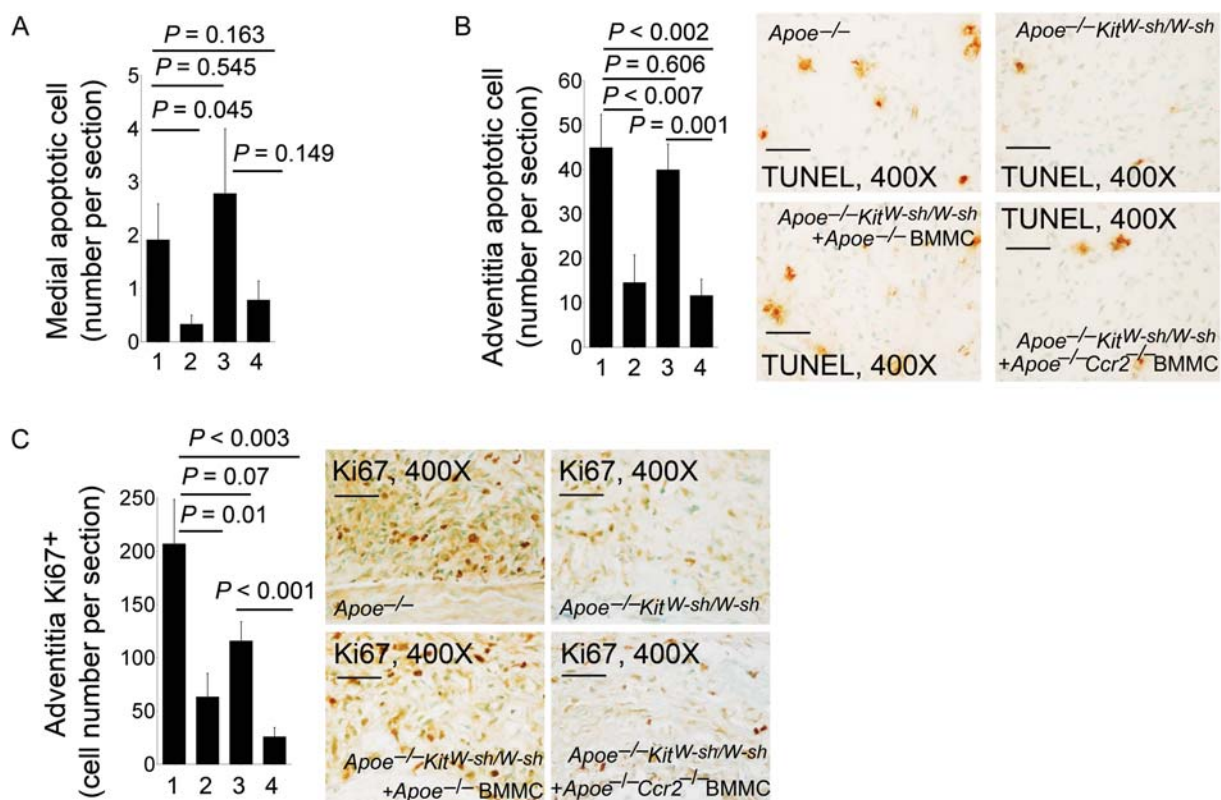 A
P = 0.163
P = 0.545
P = 0.045
P = 0.149
Medial apoptotic cell
(number per section)
5
4
3
2
1
0
1 2 3 4
B
P < 0.002
P = 0.606
P < 0.007
P = 0.001
Adventitia apoptotic cell
(number per section)
60
50
40
30
20
10
0
1 2 3 4
Apoe–/–
TUNEL, 400X
Apoe–/–KitW-sh/W-sh
TUNEL, 400X
Apoe–/–KitW-sh/W-sh
+Apoe–/– BMMC
TUNEL, 400X
TUNEL, 400X
Apoe–/–KitW-sh/W-sh
+Apoe–/–Ccr2–/–BMMC
C
P < 0.003
P = 0.07
P = 0.01
P < 0.001
Adventitia Ki67+
(cell number per section)
250
200
150
100
50
0
1 2 3 4
Ki67, 400X
Apoe–/–
Ki67, 400X
Apoe–/–KitW-sh/W-sh
Ki67, 400X
Apoe–/–KitW-sh/W-sh
+Apoe–/– BMMC
Ki67, 400X
Apoe–/–KitW-sh/W-sh
+Apoe–/–Ccr2–/–BMMC